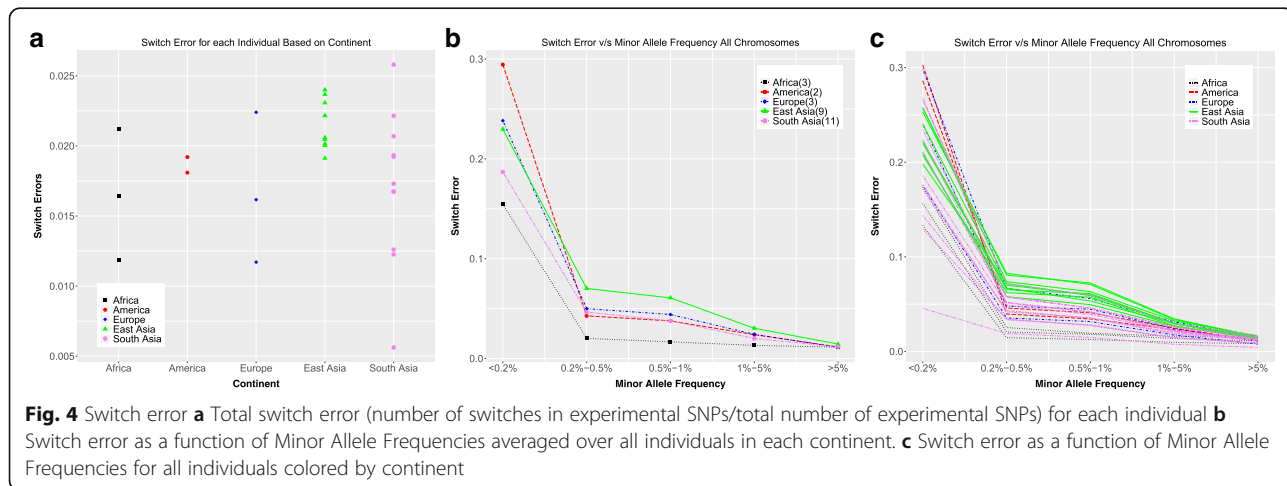 a
Switch Error for each Individual Based on Continent
Switch Errors
0.025
0.020
0.015
0.010
0.005
Africa
America
Europe
East Asia
South Asia
Africa America Europe East Asia South Asia
Continent
b
Switch Error v/s Minor Allele Frequency All Chromosomes
Switch Error
0.3
0.2
0.1
0.0
Africa(3)
America(2)
Europe(3)
East Asia(9)
South Asia(11)
<0.2% 0.2%−0.5% 0.5%−1% 1%−5% >5%
Minor Allele Frequency
c
Switch Error v/s Minor Allele Frequency All Chromosomes
Switch Error
0.3
0.2
0.1
0.0
Africa
America
Europe
East Asia
South Asia
<0.2% 0.2%−0.5% 0.5%−1% 1%−5% >5%
Minor Allele Frequency
Fig. 4 Switch error a Total switch error (number of switches in experimental SNPs/total number of experimental SNPs) for each individual b
Switch error as a function of Minor Allele Frequencies averaged over all individuals in each continent. c Switch error as a function of Minor Allele
Frequencies for all individuals colored by continent